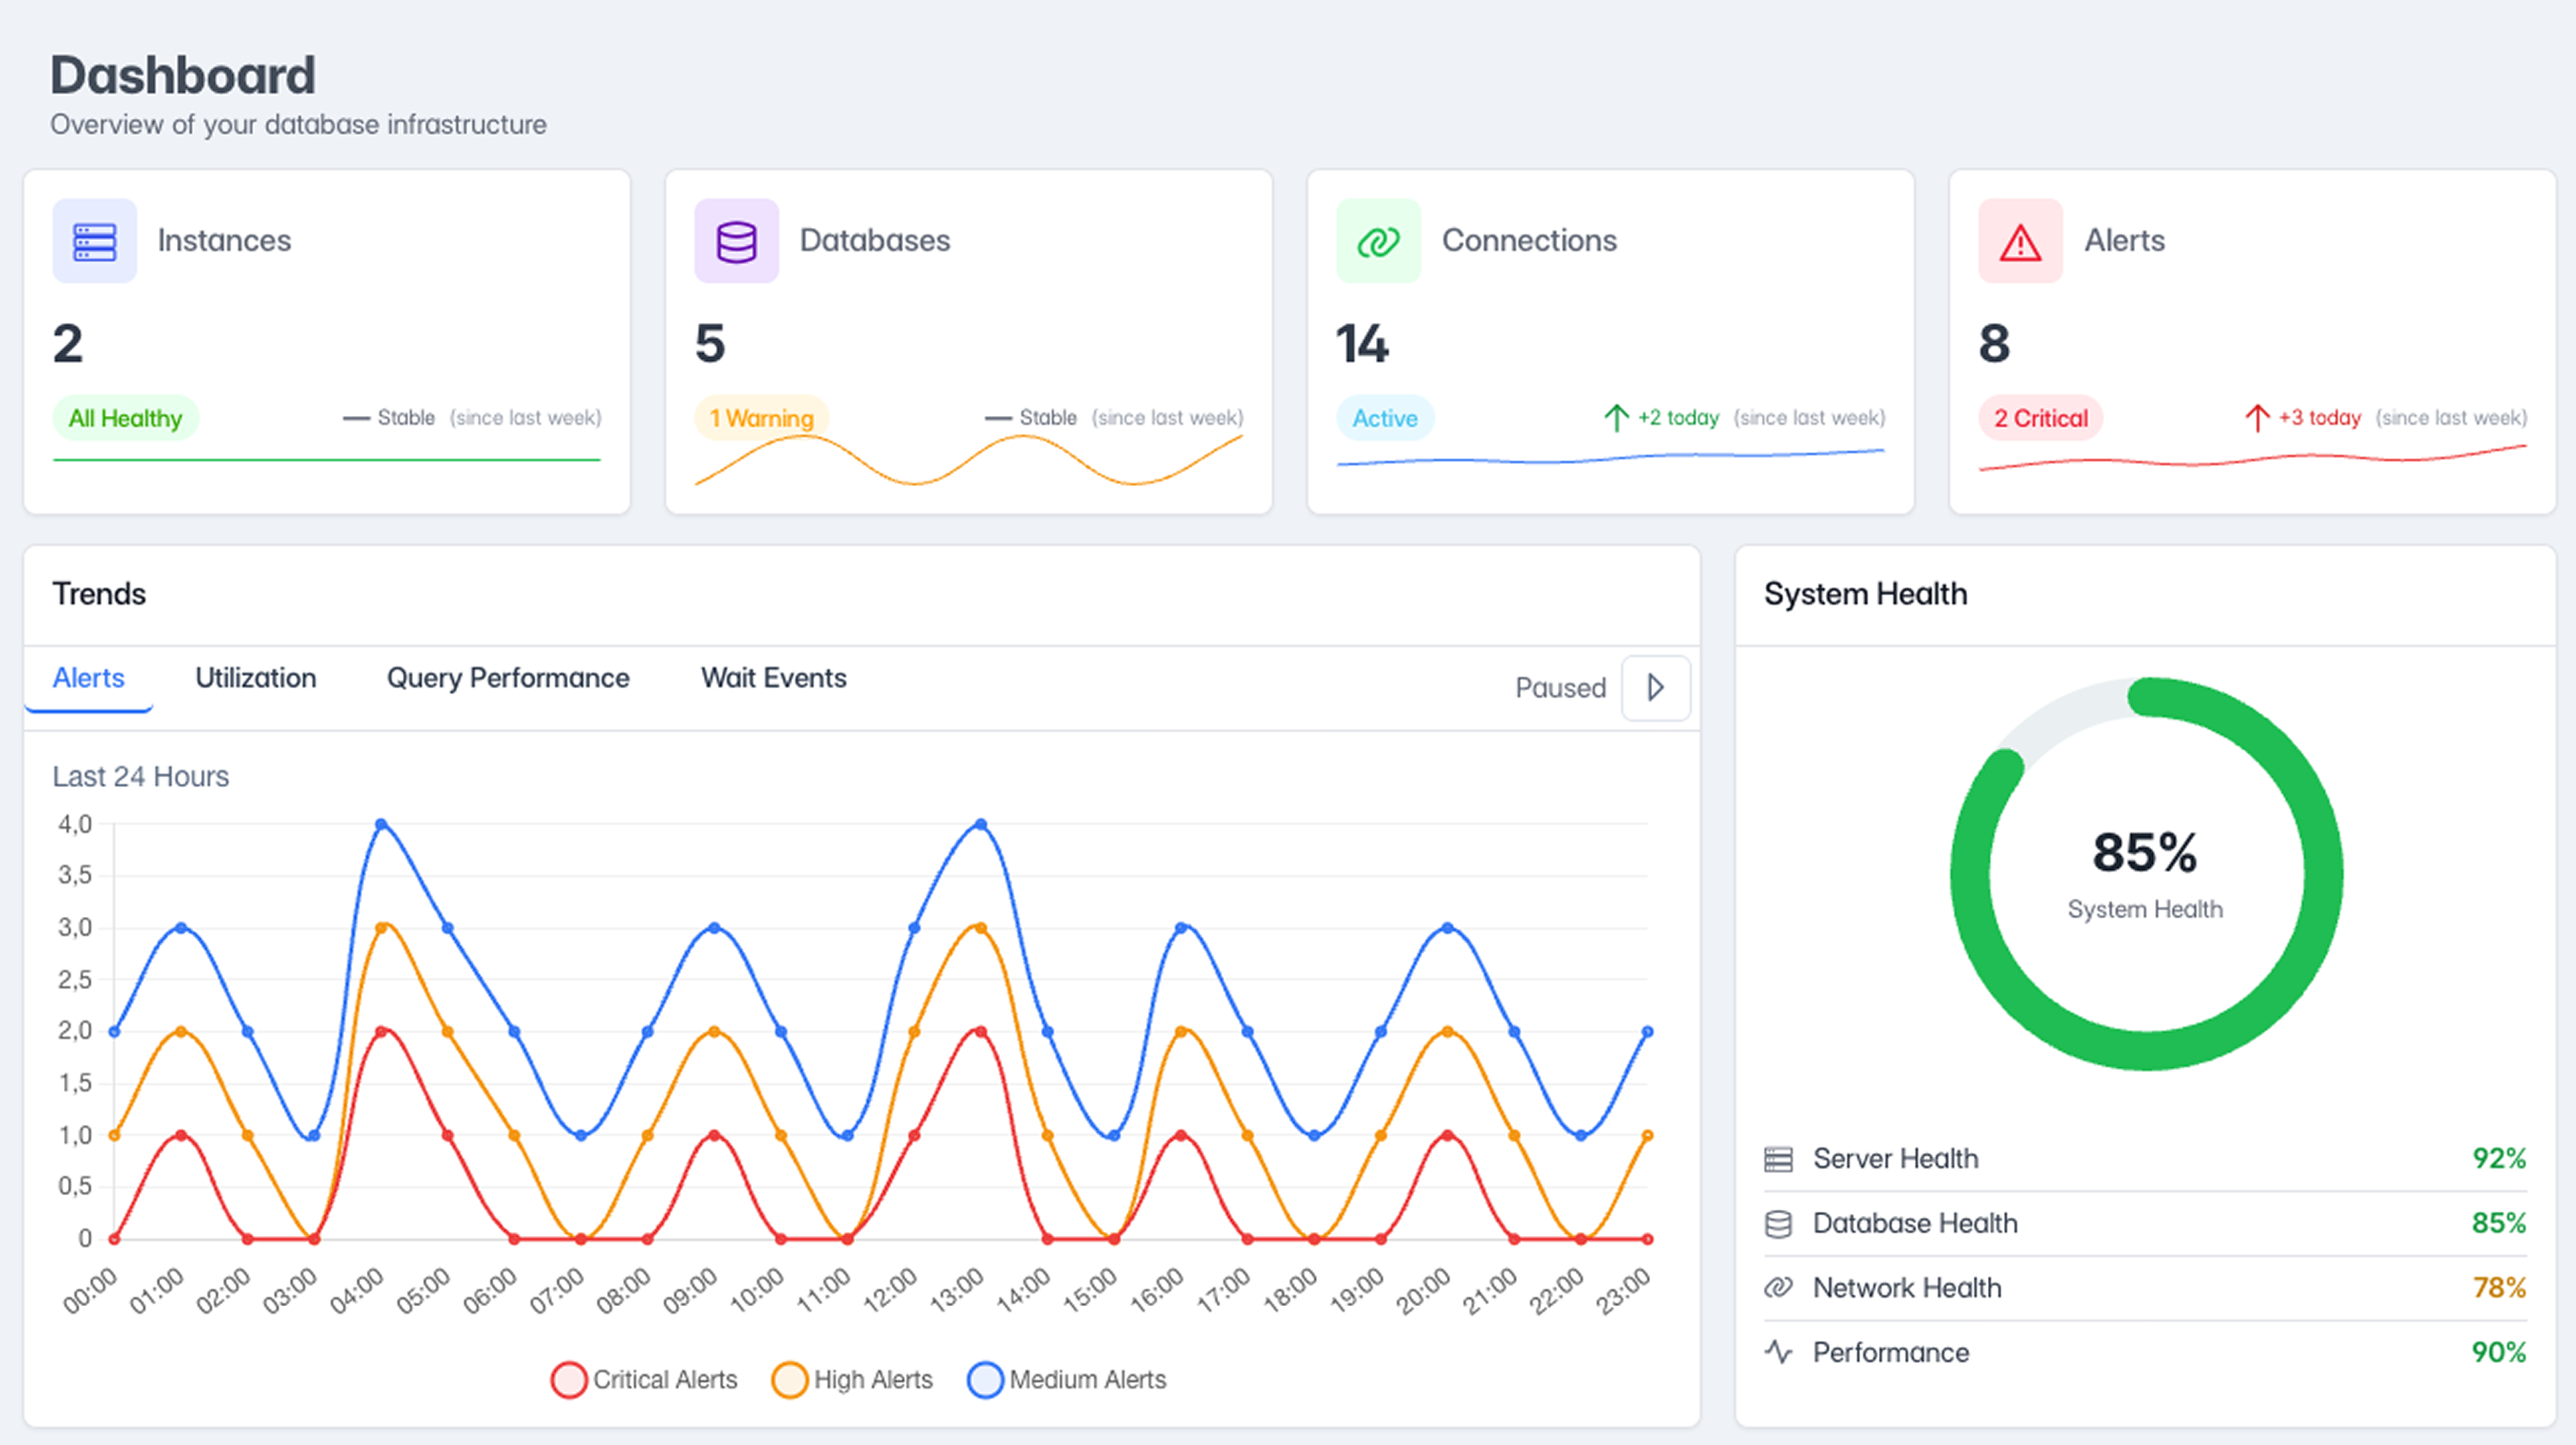 Dashboard
Overview of your database infrastructure
Instances
2
All Healthy
Stable (since last week)
Databases
5
1 Warning
Stable (since last week)
Connections
14
Active
+2 today (since last week)
Alerts
8
2 Critical
+3 today (since last week)
Trends
Alerts
Utilization
Query Performance
Wait Events
Paused
Last 24 Hours
4,0
3,5
3,0
2,5
2,0
1,5
1,0
0,5
0
00:00 01:00 02:00 03:00 04:00 05:00 06:00 07:00 08:00 09:00 10:00 11:00 12:00 13:00 14:00 15:00 16:00 17:00 18:00 19:00 20:00 21:00 22:00 23:00
Critical Alerts High Alerts Medium Alerts
System Health
85%
System Health
Server Health 92%
Database Health 85%
Network Health 78%
Performance 90%